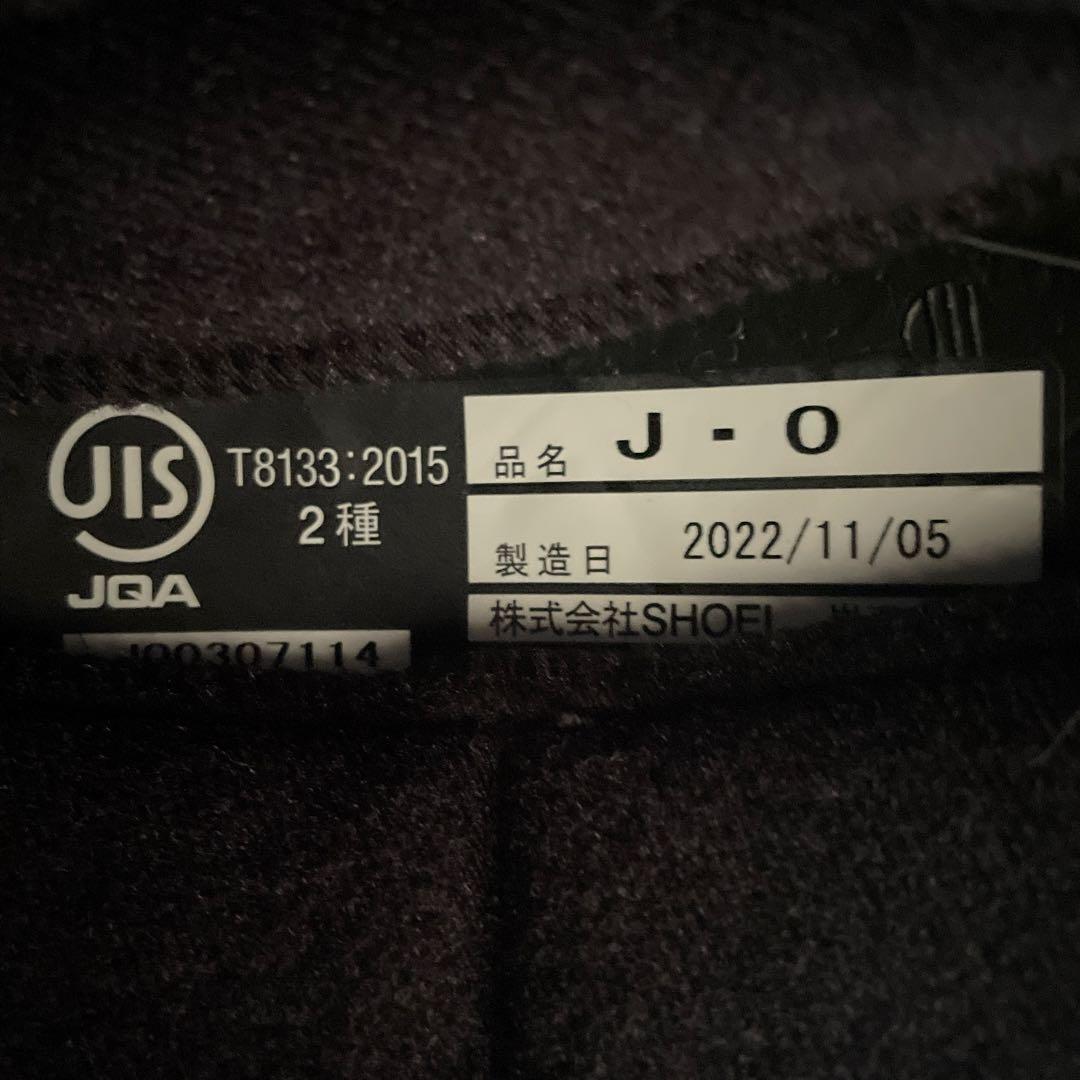 JIS
JQA
T8133:2015
2種
J00307114
品名 J - O
製造日 2022/11/05
株式会社SHOEI